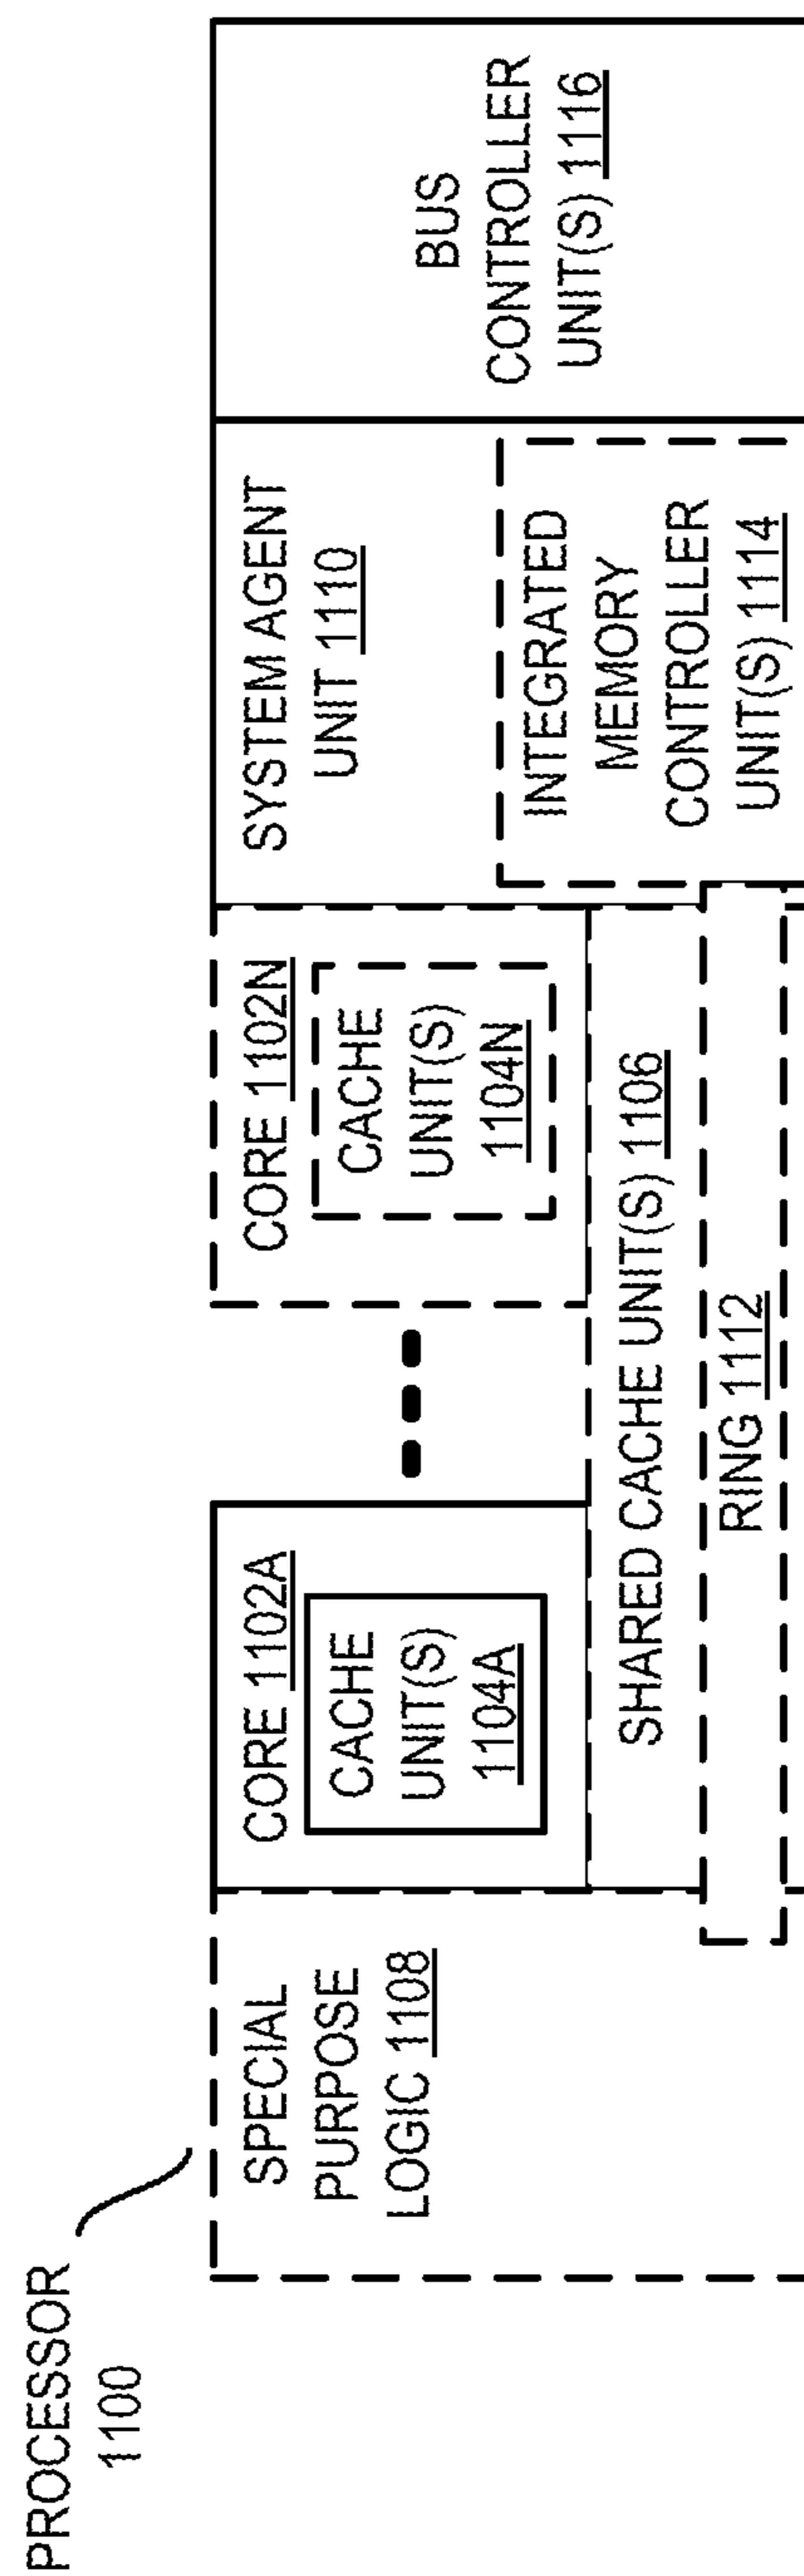 PROCESSOR
1100
SPECIAL
PURPOSE
LOGIC 1108
CORE 1102A
CACHE
UNIT(S)
1104A
CORE 1102N
CACHE
UNIT(S)
1104N
SHARED CACHE UNIT(S) 1106
RING 1112
SYSTEM AGENT
UNIT 1110
INTEGRATED
MEMORY
CONTROLLER
UNIT(S) 1114
BUS
CONTROLLER
UNIT(S) 1116